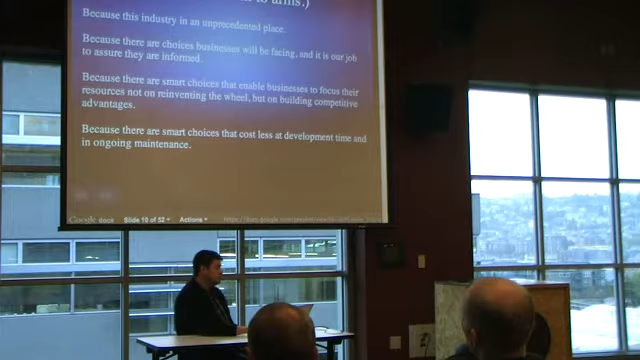 to arms.)
Because this industry in an unprecedented place.
Because there are choices businesses will be facing, and it is our job
to assure they are informed.
Because there are smart choices that enable businesses to focus their
resources not on reinventing the wheel, but on building competitive
advantages.
Because there are smart choices that cost less at development time and
in ongoing maintenance.
Google docs Slide 10 of 52 Actions